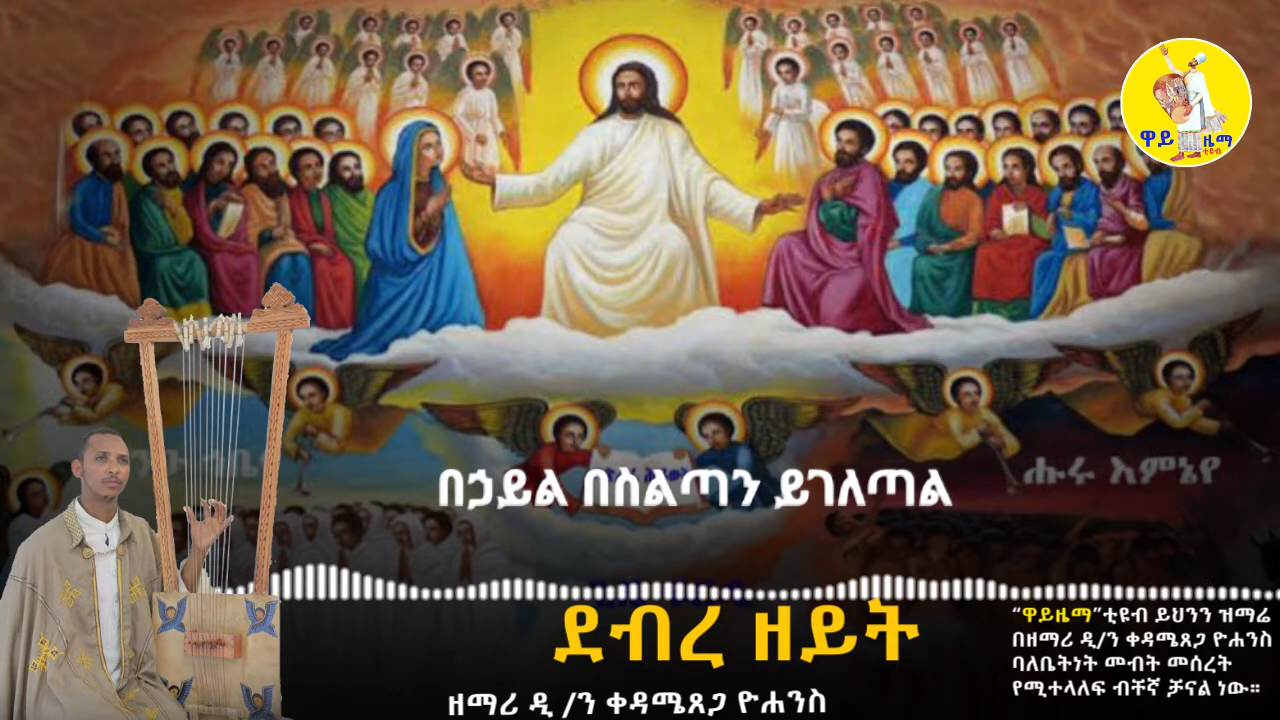 ዋይ ዜማ
ቲዩብ
ሑሩ እምኔየ
በኃይል በስልጣን ይገለጣል
ደብረ ዘይት
ዘማሪ ዲ /ን ቀዳሜጸጋ ዮሐንስ
“ዋይዜማ”ቲዩብ ይህንን ዝማሬ
በዘማሪ ዲ/ን ቀዳሜጸጋ ዮሐንስ
ባለቤትነት መብት መሰረት
የሚተላለፍ ብቸኛ ቻናል ነው።